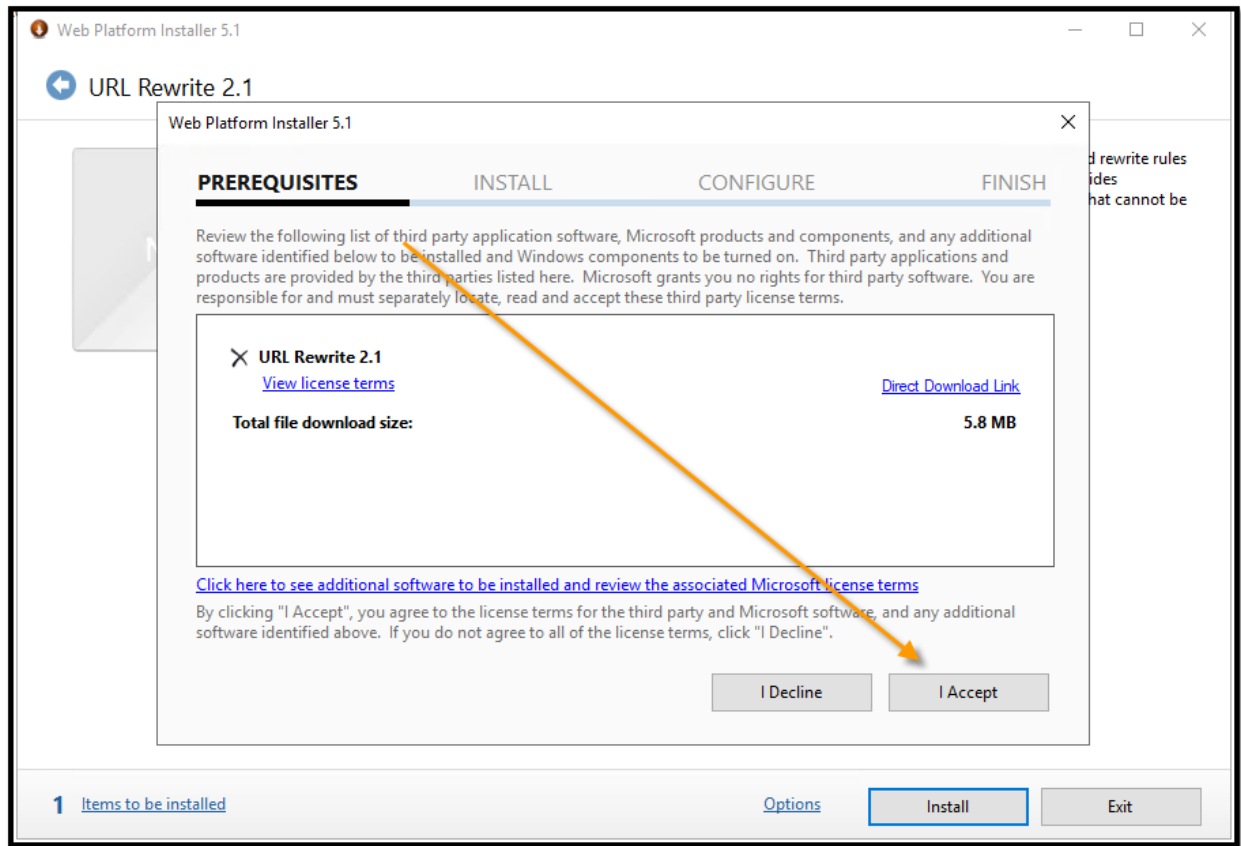 Web Platform Installer 5.1
URL Rewrite 2.1
Web Platform Installer 5.1
d rewrite rules
ides
hat cannot be
PREREQUISITES INSTALL CONFIGURE FINISH
Review the following list of third party application software, Microsoft products and components, and any additional
software identified below to be installed and Windows components to be turned on. Third party applications and
products are provided by the third parties listed here. Microsoft grants you no rights for third party software. You are
responsible for and must separately locate, read and accept these third party license terms.
URL Rewrite 2.1
View license terms Direct Download Link
Total file download size: 5.8 MB
Click here to see additional software to be installed and review the associated Microsoft license terms
By clicking "I Accept", you agree to the license terms for the third party and Microsoft software, and any additional
software identified above. If you do not agree to all of the license terms, click "I Decline".
I Decline I Accept
1 Items to be installed Options Install Exit